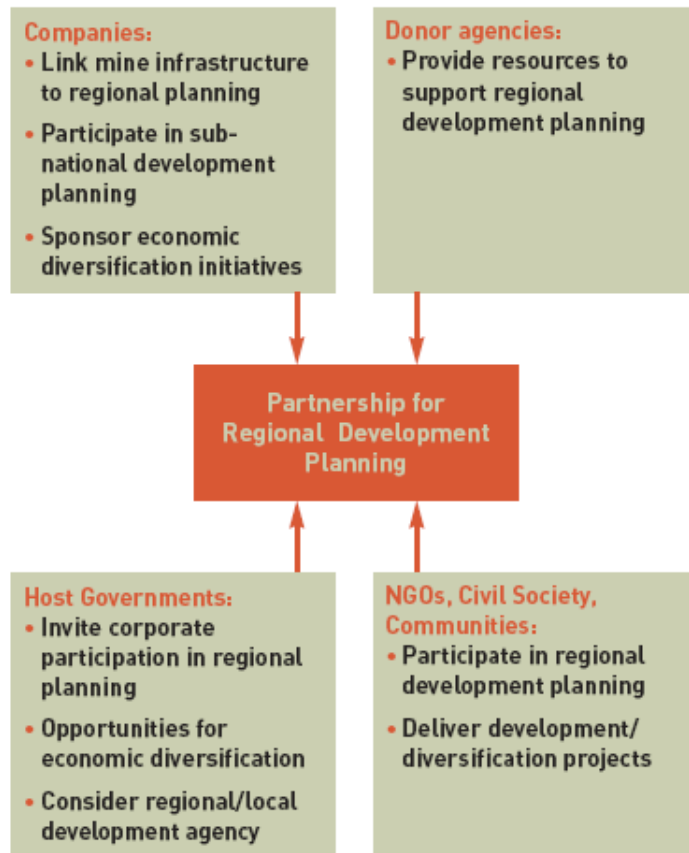 Companies:
• Link mine infrastructure
to regional planning
• Participate in sub-
national development
planning
• Sponsor economic
diversification initiatives
Donor agencies:
• Provide resources to
support regional
development planning
Partnership for
Regional Development
Planning
Host Governments:
• Invite corporate
participation in regional
planning
• Opportunities for
economic diversification
• Consider regional/local
development agency
NGOs, Civil Society,
Communities:
• Participate in regional
development planning
• Deliver development/
diversification projects